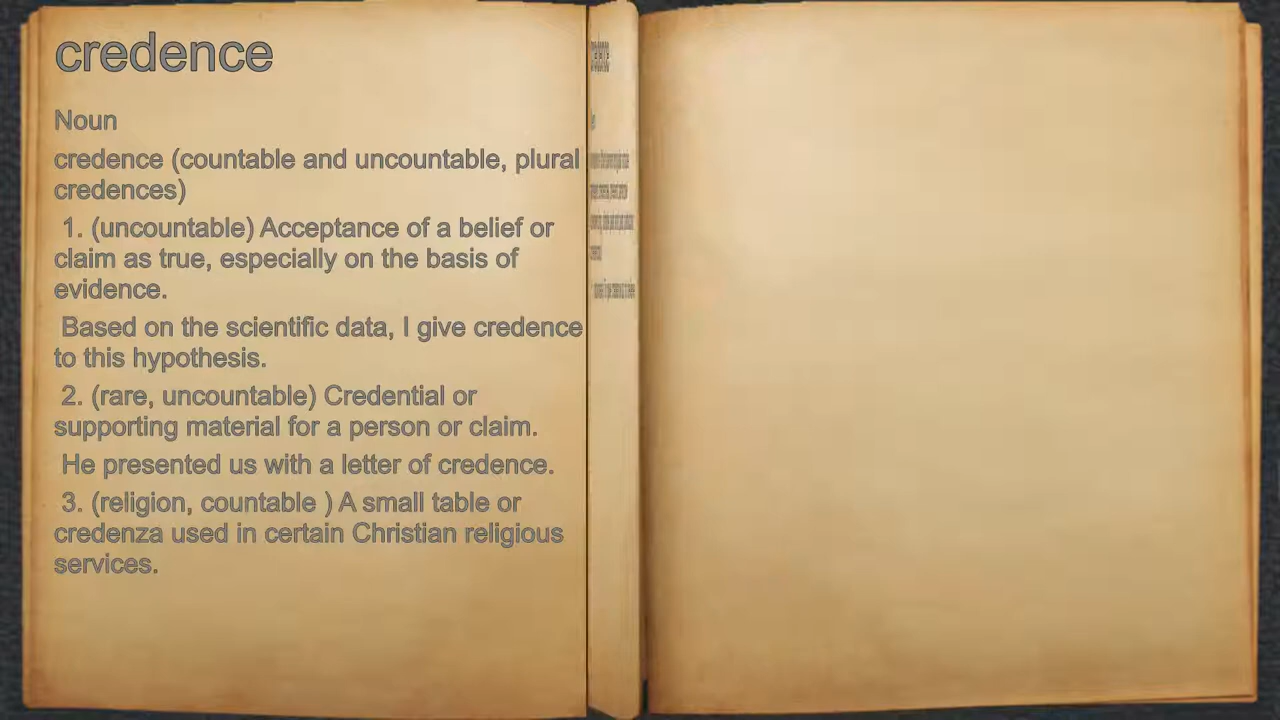 credence
Noun
credence (countable and uncountable, plural
credences)
1. (uncountable) Acceptance of a belief or
claim as true, especially on the basis of
evidence.
Based on the scientific data, I give credence
to this hypothesis.
2. (rare, uncountable) Credential or
supporting material for a person or claim.
He presented us with a letter of credence.
3. (religion, countable ) A small table or
credenza used in certain Christian religious
services.